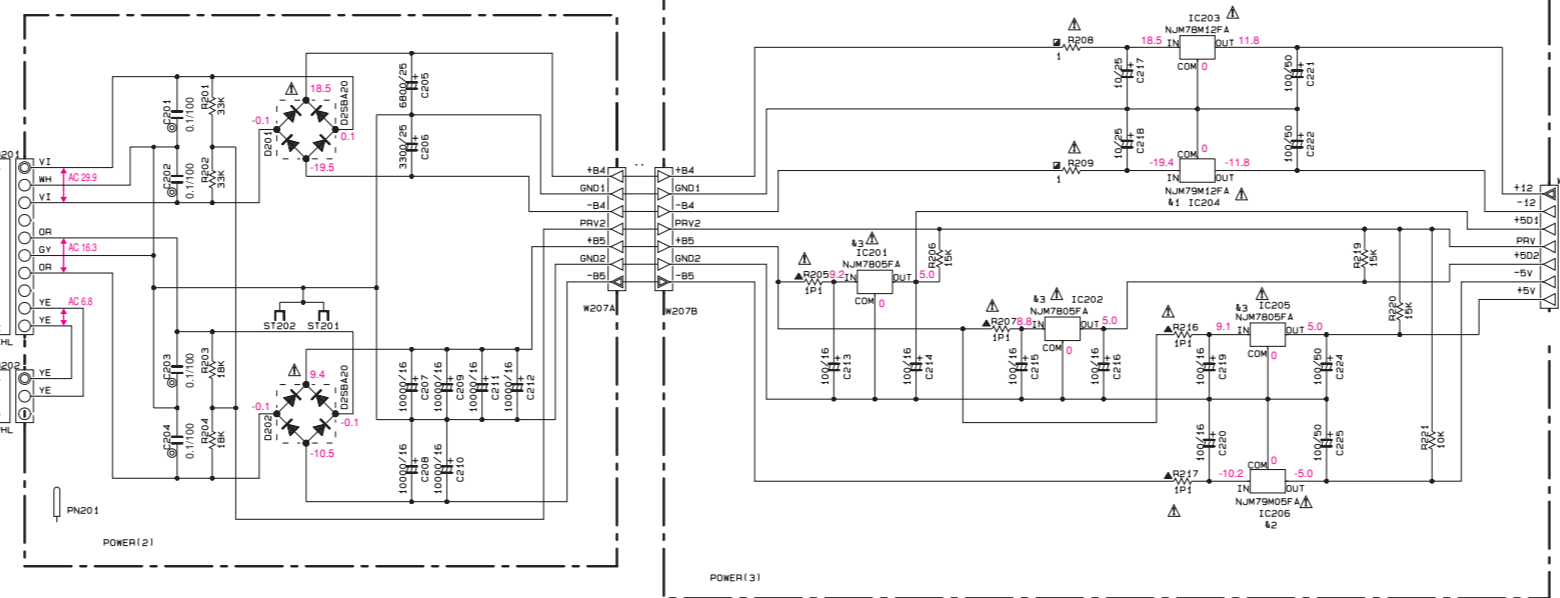 VI
WH
VI
OR
GY
OR
YE
YE
YE
YE
AC 29.9
AC 16.3
AC 6.8
C201
0.1/100
C202
0.1/100
R201
33K
R202
33K
-0.1
18.5
0.1
-19.5
D201
D2SBA20
6800/25
C205
3300/25
C206
ST202
ST201
C203
0.1/100
C204
0.1/100
R203
18K
R204
18K
-0.1
9.4
-0.1
-10.5
D202
D2SBA20
10000/16
C207
10000/16
C209
10000/16
C211
10000/16
C212
10000/16
C208
10000/16
C210
PN201
POWER(2)
+B4
GND1
-B4
PRV2
+B5
GND2
-B5
W207A
+B4
GND1
-B4
PRV2
+B5
GND2
-B5
W207B
R208
1
IC203
NJM78M12FA
18.5 IN OUT 11.8
COM 0
10/25
C217
100/50
C221
R209
1
10/25
C218
100/50
C222
0
COM
-19.4 -11.8
IN OUT
NJM79M12FA
&1 IC204
&3
IC201
NJM7805FA
R205 9.2 IN OUT 5.0
1P1
COM 0
R206
15K
100/16
C213
100/16
C214
&3 IC202
NJM7805FA
R207 8.8 IN OUT 5.0
1P1
COM
0
100/16
C215
100/16
C216
&3 IC205
NJM7805FA
R216 9.1 IN OUT 5.0
1P1
COM
0
100/16
C219
100/50
C224
R219
15K
R220
15K
R221
10K
100/16
C220
100/50
C225
R217
1P1
COM 0
-10.2 -5.0
IN OUT
NJM79M05FA
IC206
&2
+12
-12
+5D1
PRV
+5D2
-5V
+5V
POWER(3)